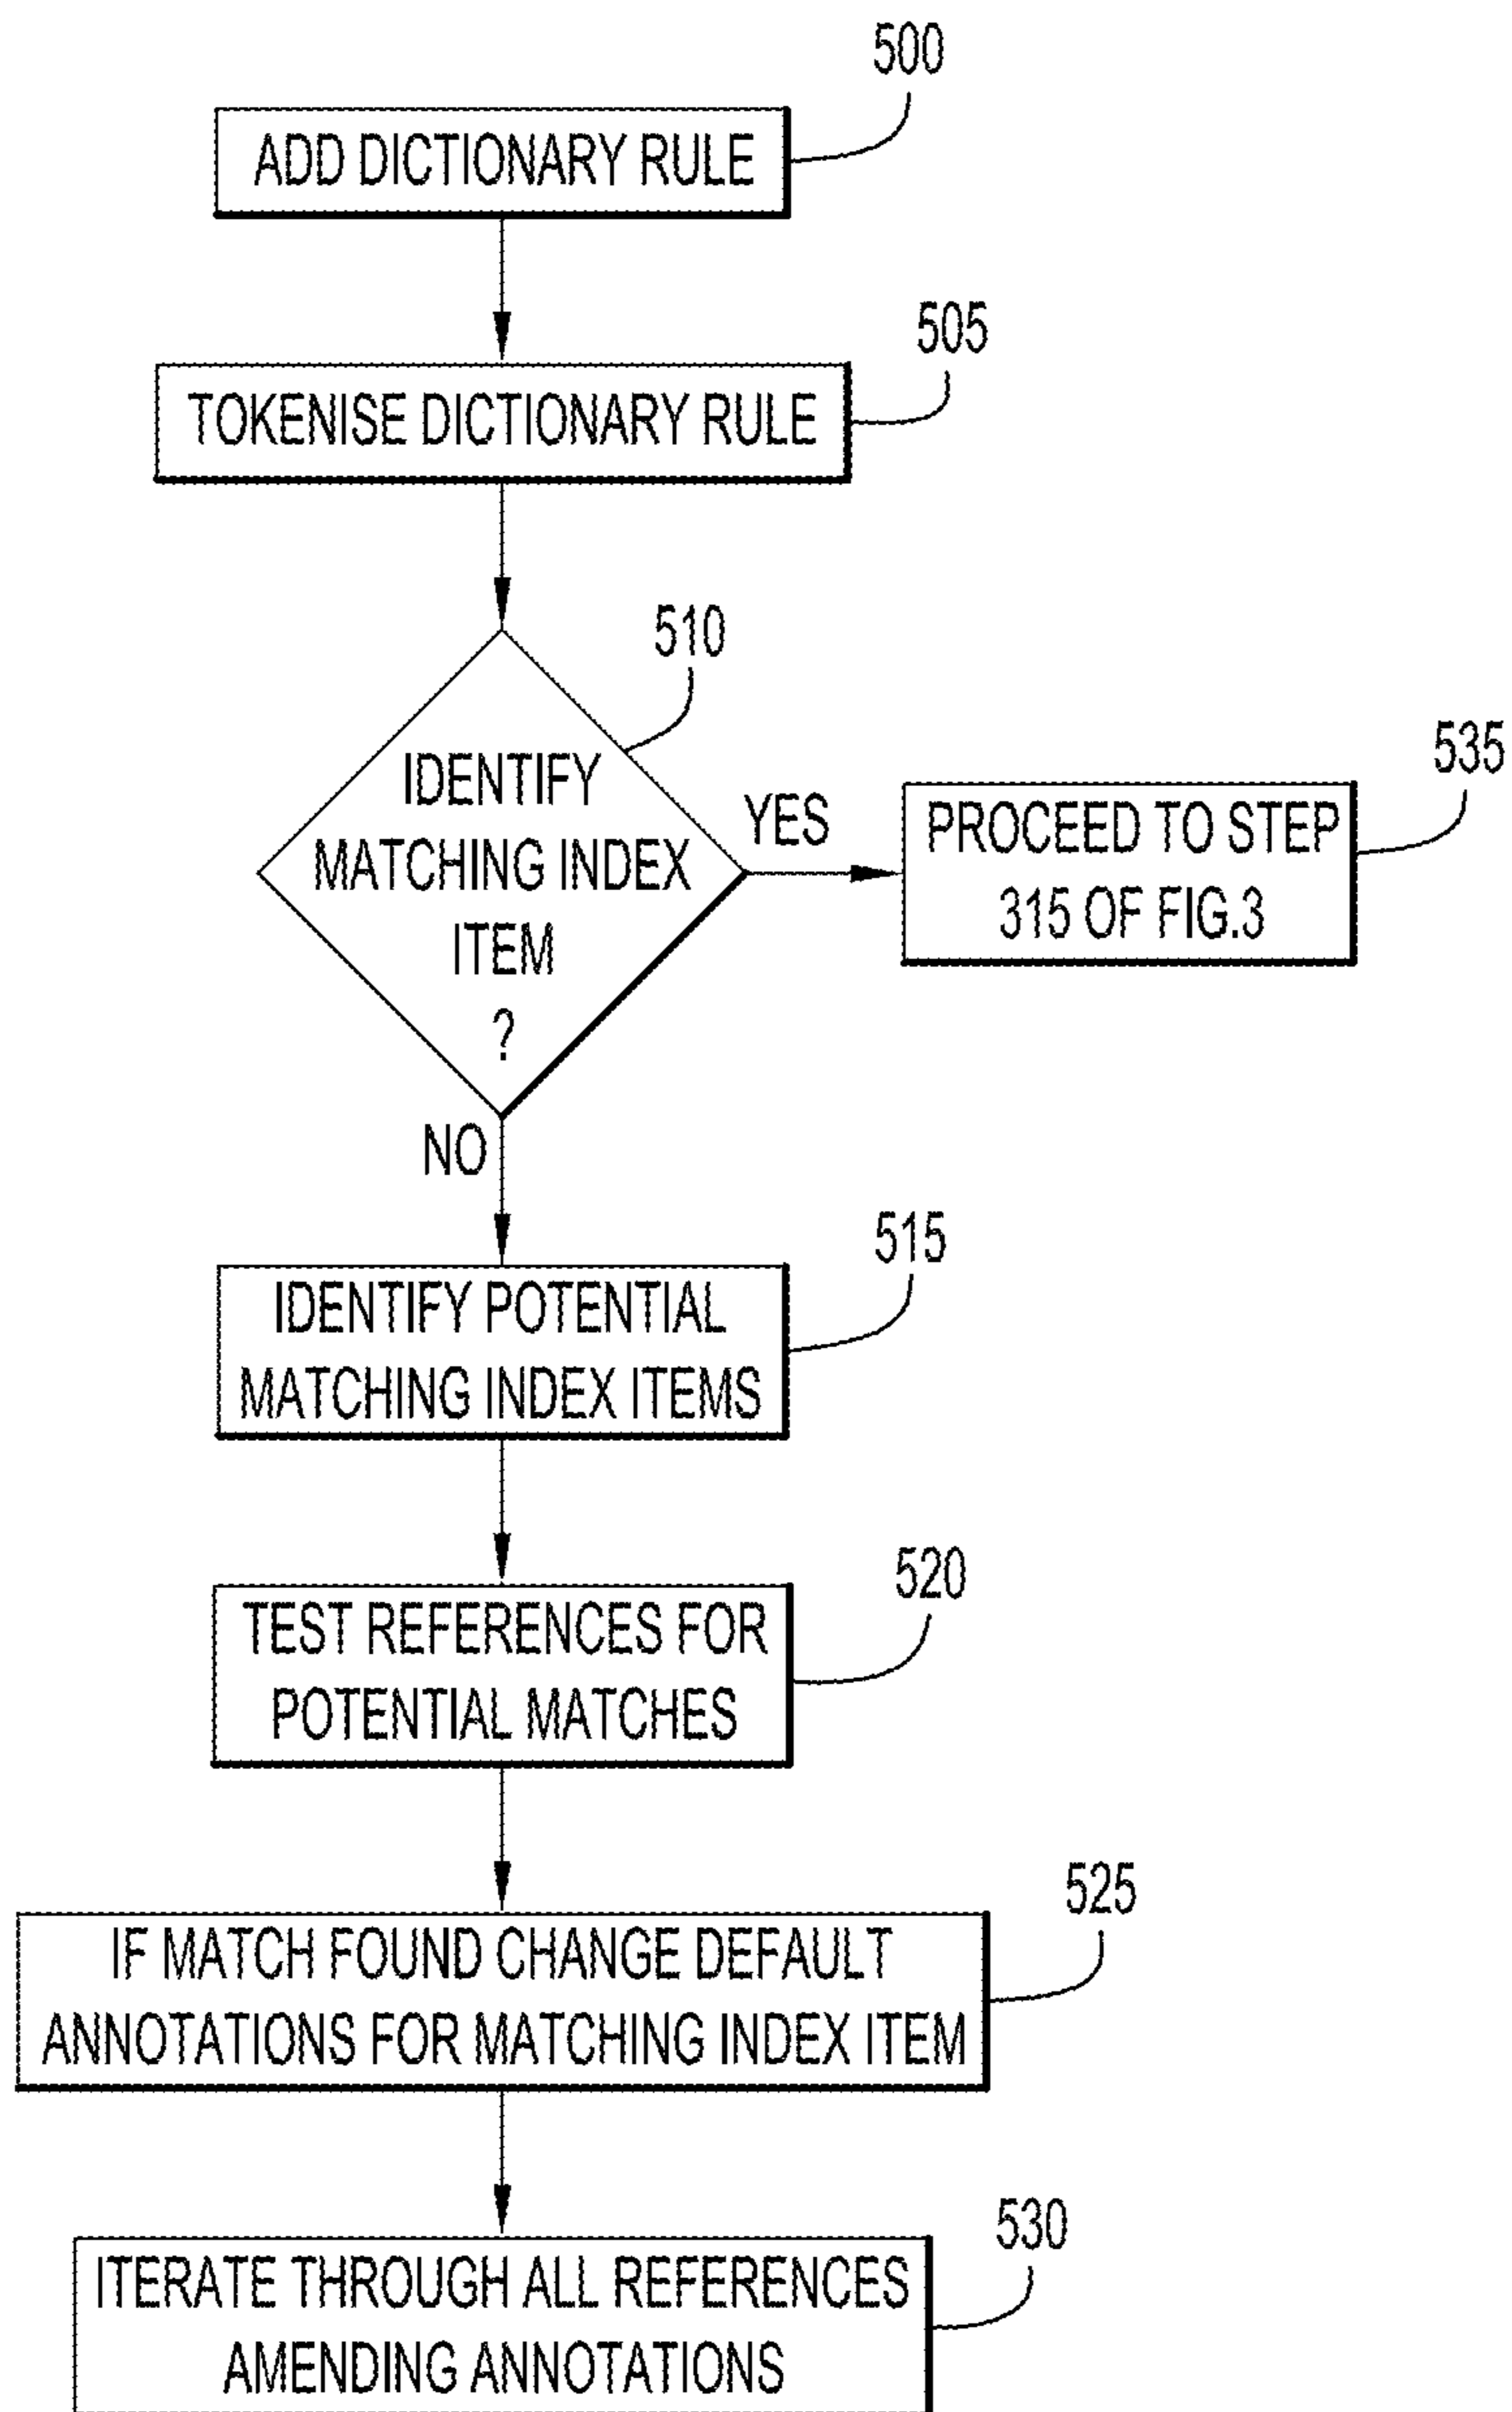 500
ADD DICTIONARY RULE
505
TOKENISE DICTIONARY RULE
510
IDENTIFY
MATCHING INDEX
ITEM
?
YES
535
PROCEED TO STEP
315 OF FIG.3
NO
515
IDENTIFY POTENTIAL
MATCHING INDEX ITEMS
520
TEST REFERENCES FOR
POTENTIAL MATCHES
525
IF MATCH FOUND CHANGE DEFAULT
ANNOTATIONS FOR MATCHING INDEX ITEM
530
ITERATE THROUGH ALL REFERENCES
AMENDING ANNOTATIONS